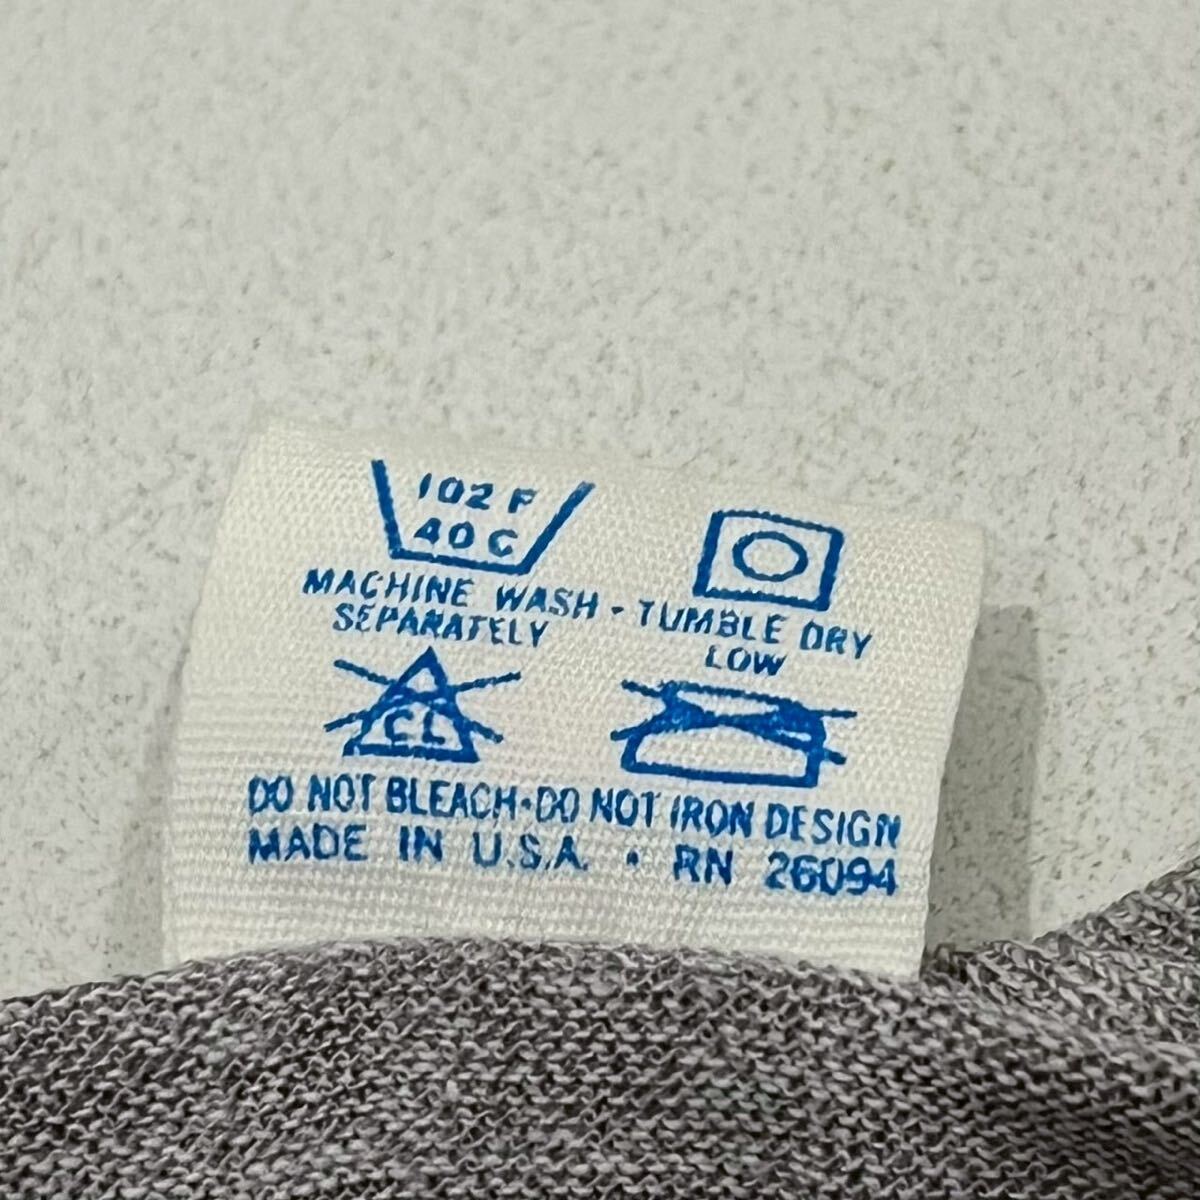 102 F
40 C
MACHINE WASH - TUMBLE DRY
SEPARATELY LOW
CL
DO NOT BLEACH·DO NOT IRON DESIGN
MADE IN U.S.A. · RN 26094